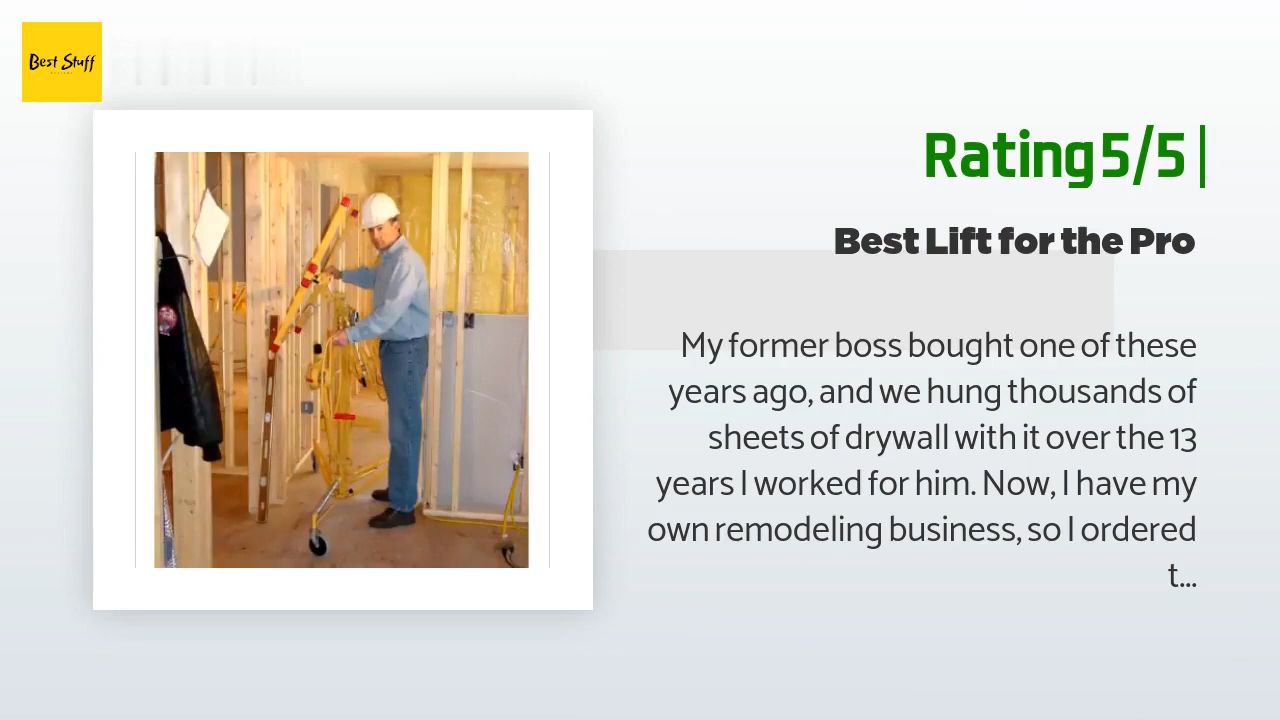 Best Stuff
Rating 5/5
Best Lift for the Pro
My former boss bought one of these
years ago, and we hung thousands of
sheets of drywall with it over the 13
years I worked for him. Now, I have my
own remodeling business, so I ordered
t...